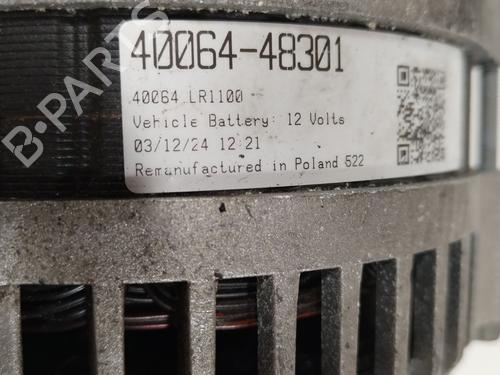 40064-48301
40064 LR1100
Vehicle Battery: 12 Volts
03/12/24 12:21
Remanufactured in Poland 522
B-PARTS